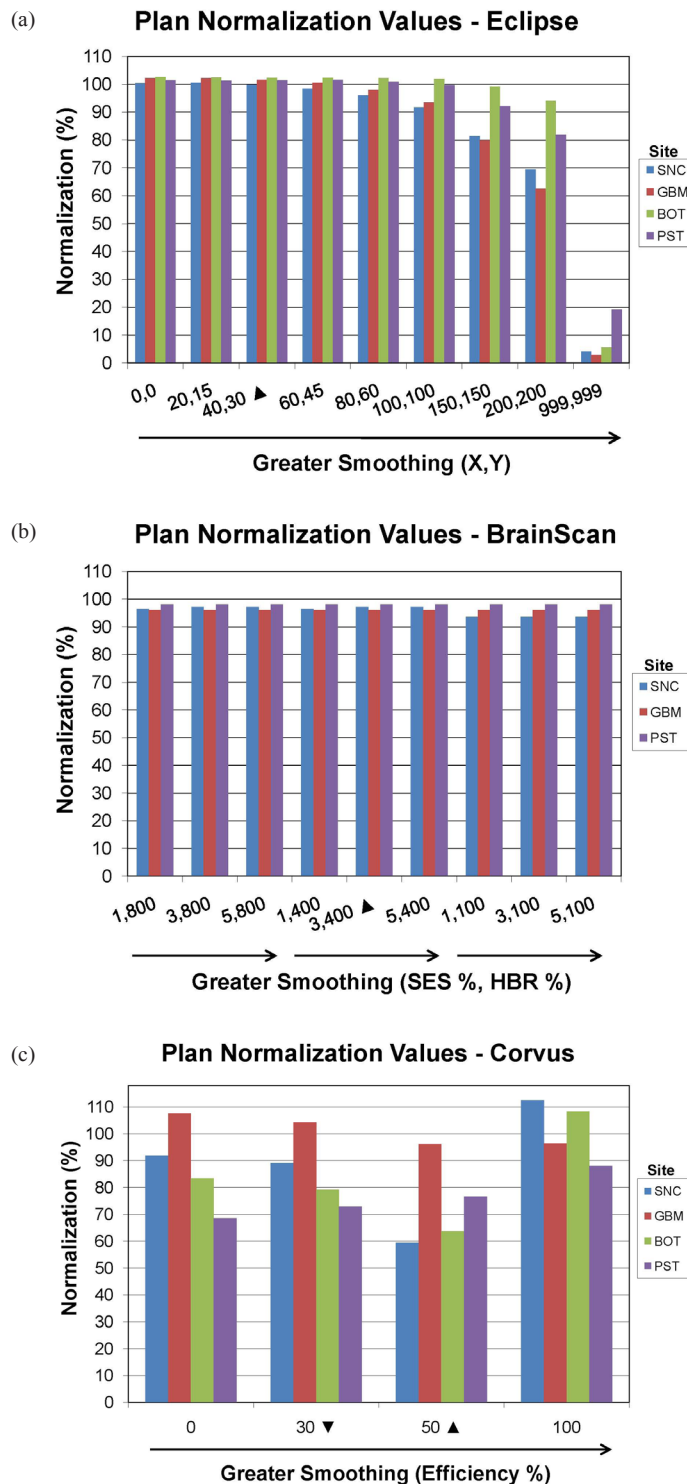 (a)
Plan Normalization Values - Eclipse
Normalization (%)
110
100
90
80
70
60
50
40
30
20
10
0
0,0
20,15
40,30 ▲
60,45
80,60
100,100
150,150
200,200
999,999
Greater Smoothing (X,Y)
Site
SNC
GBM
BOT
PST
(b)
Plan Normalization Values - BrainScan
Normalization (%)
110
100
90
80
70
60
50
40
30
20
10
0
1,800
3,800
5,800
1,400
3,400 ▲
5,400
1,100
3,100
5,100
Greater Smoothing (SES %, HBR %)
Site
SNC
GBM
PST
(c)
Plan Normalization Values - Corvus
Normalization (%)
110
100
90
80
70
60
50
40
30
20
10
0
0
30 ▼
50 ▲
100
Greater Smoothing (Efficiency %)
Site
SNC
GBM
BOT
PST